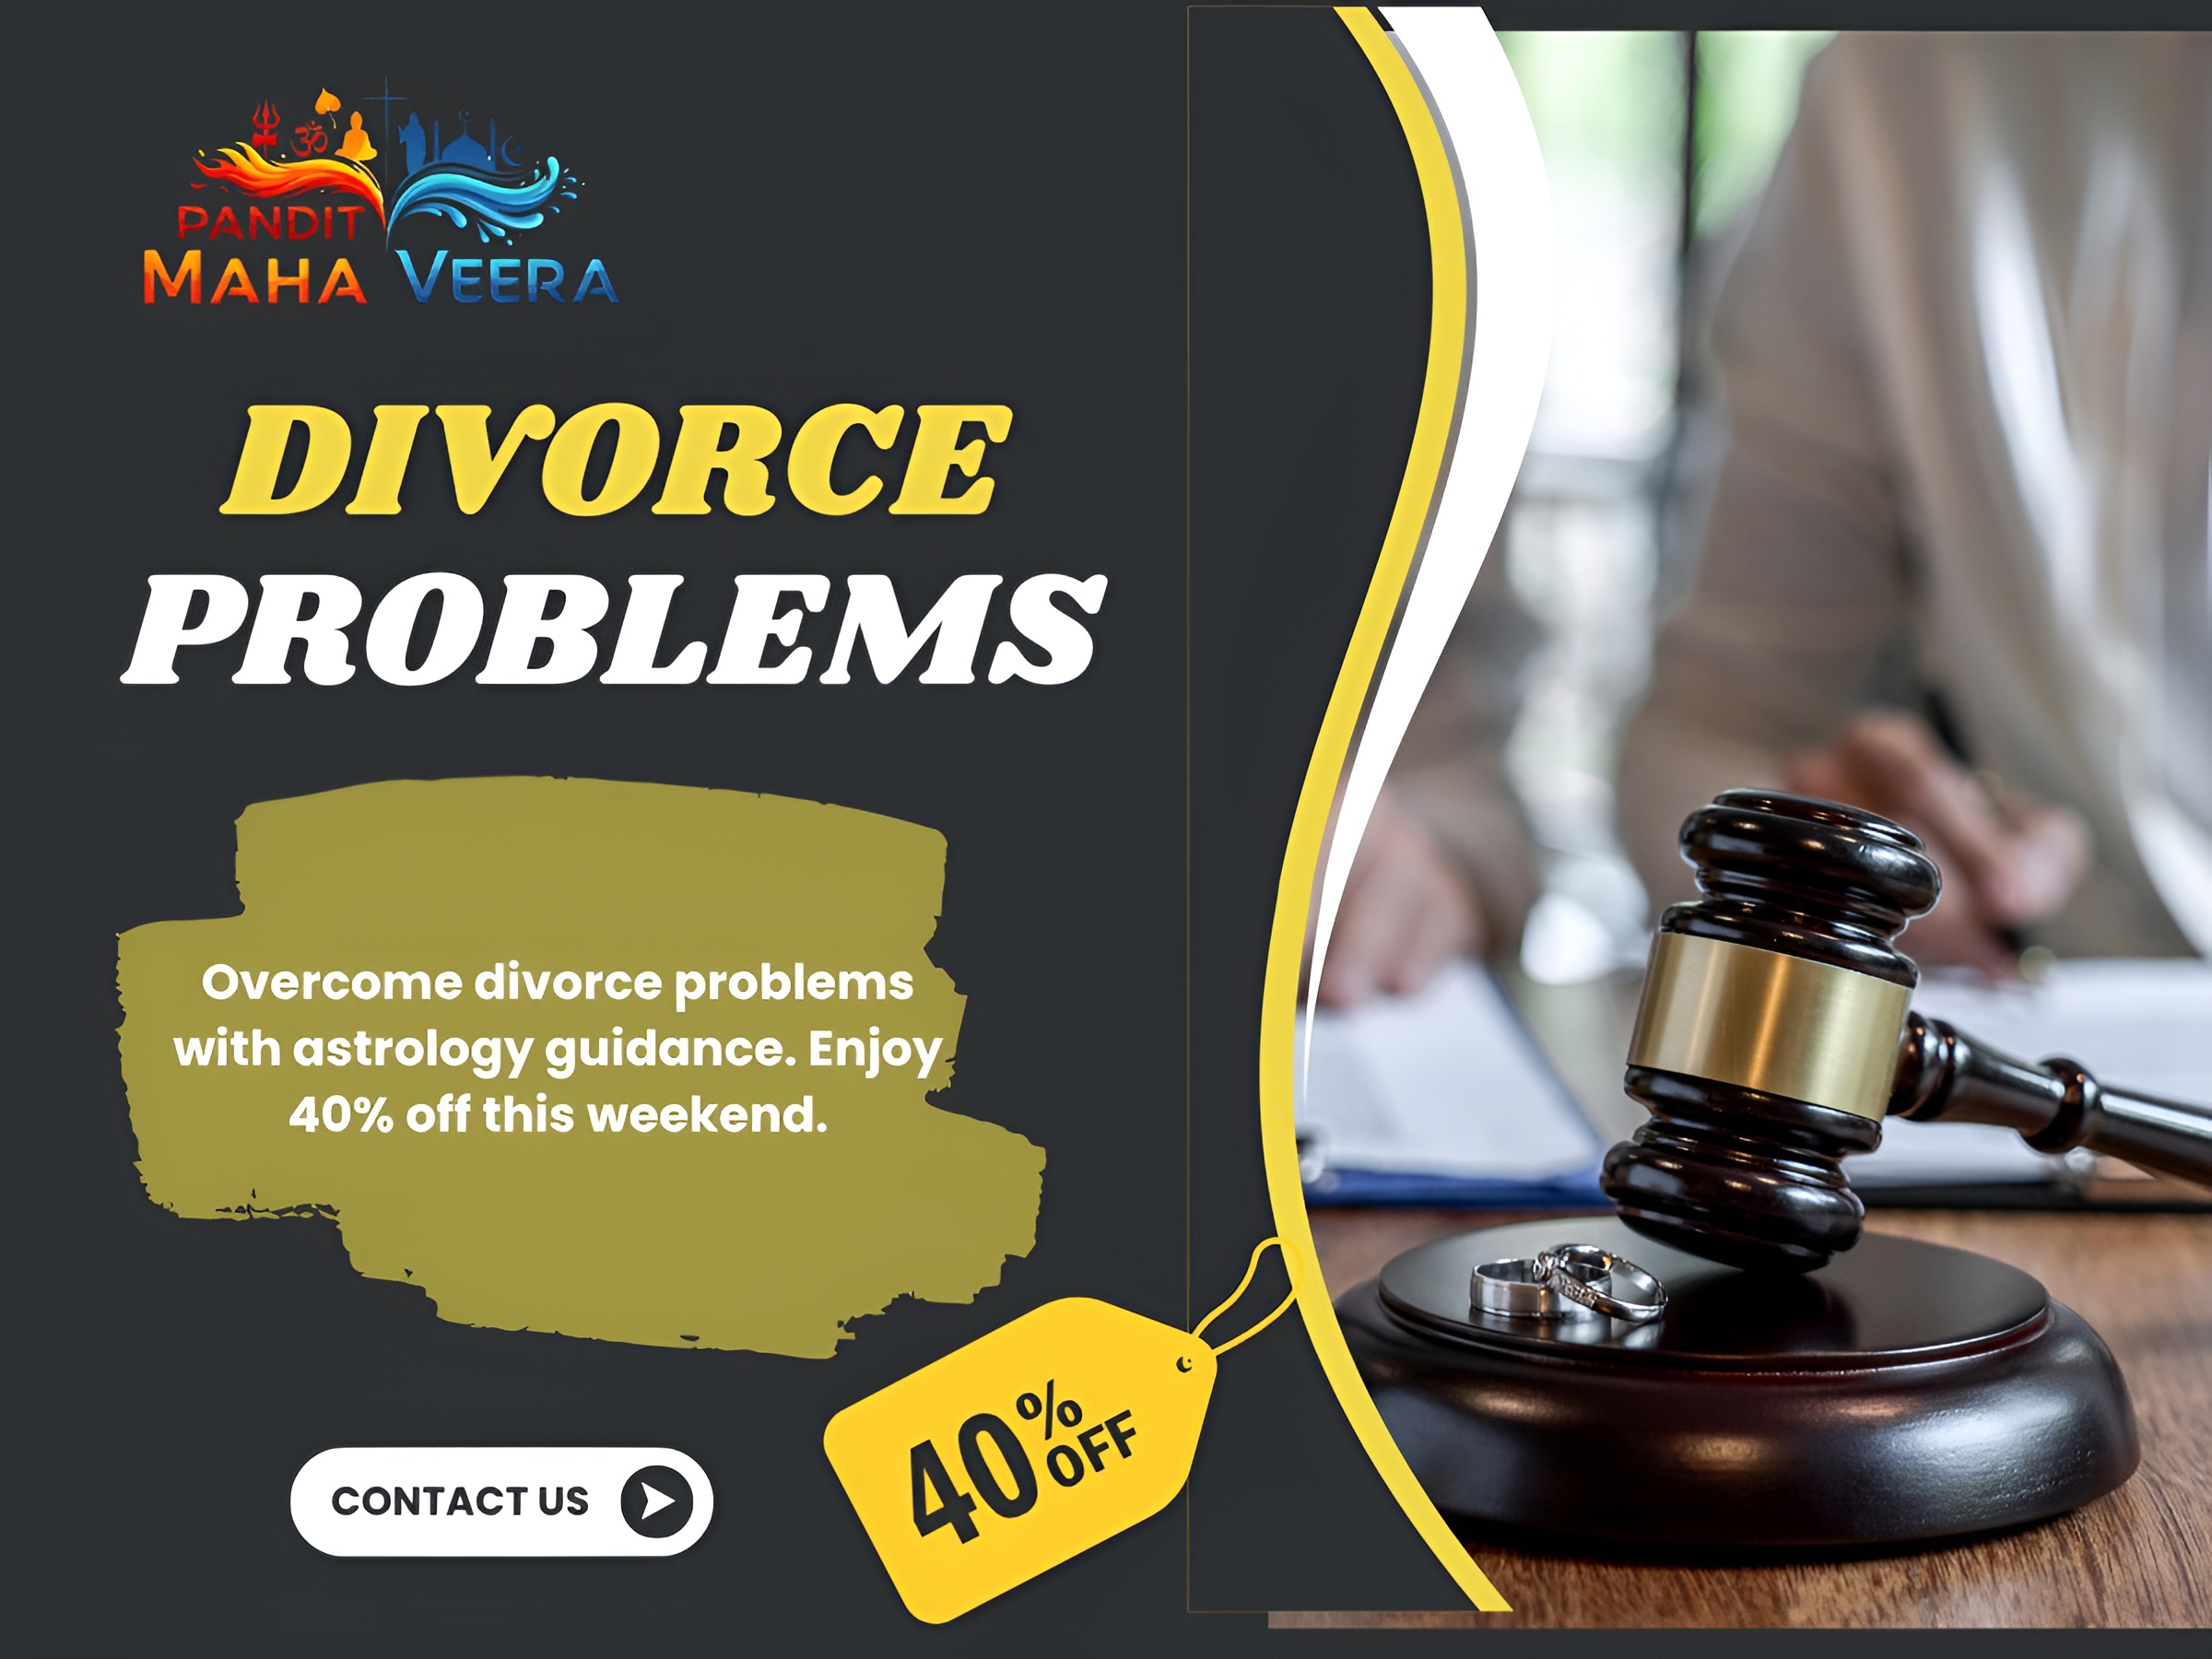 PANDIT
MAHA VEERA
DIVORCE
PROBLEMS
Overcome divorce problems
with astrology guidance. Enjoy
40% off this weekend.
CONTACT US
40%
OFF